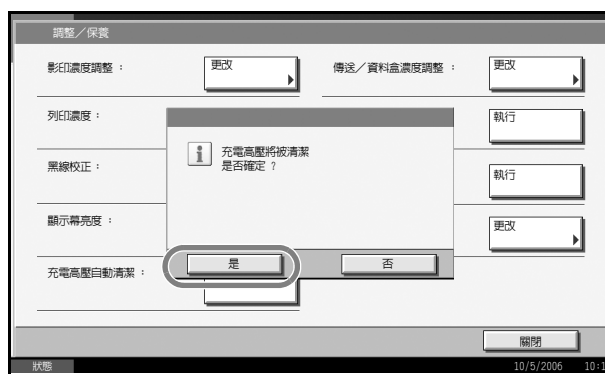 調整／保養
影印濃度調整 ：
更改
傳送／資料盒濃度調整 ：
更改
列印濃度 ：
執行
充電高壓將被清潔
是否確定 ？
黑線校正 ：
執行
顯示幕亮度 ：
更改
是
否
充電高壓自動清潔 ：
關閉
狀態
10/5/2006 10:1